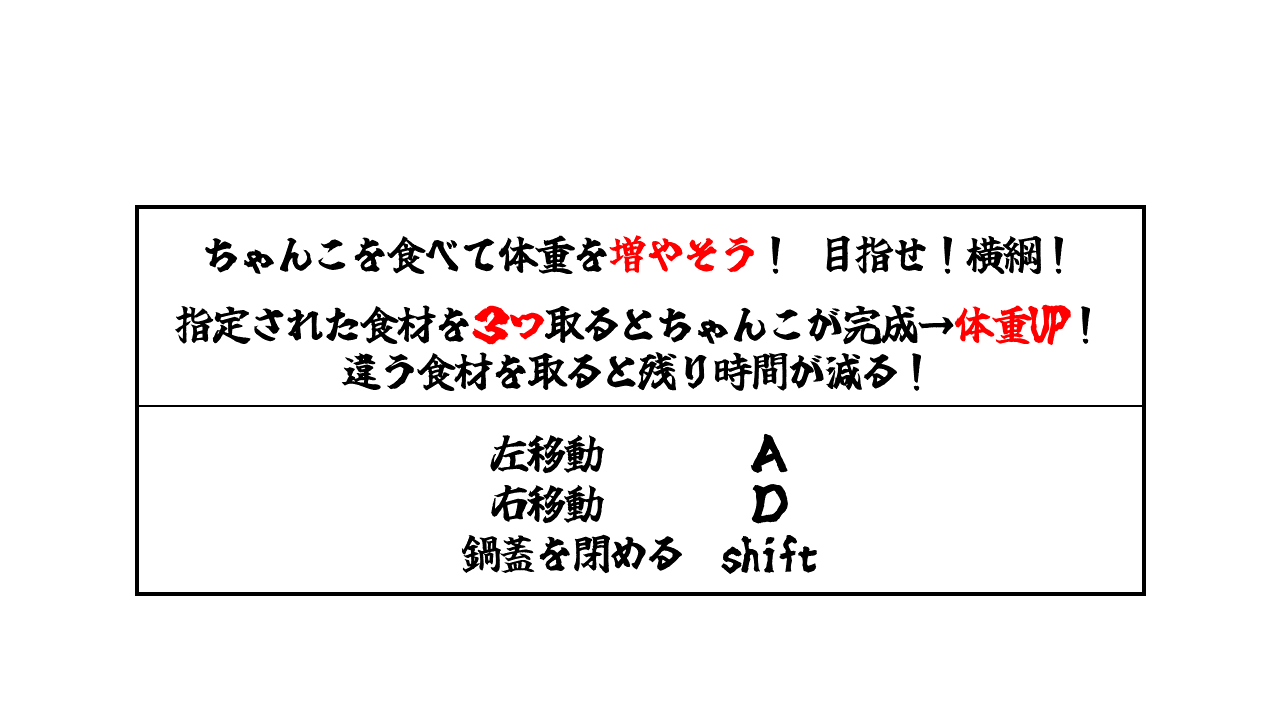 ちゃんこを食べて体重を増やそう！　目指せ！横綱！
指定された食材を3つ取るとちゃんこが完成→体重UP！
違う食材を取ると残り時間が減る！
左移動　A
右移動　D
鍋蓋を閉める　shift